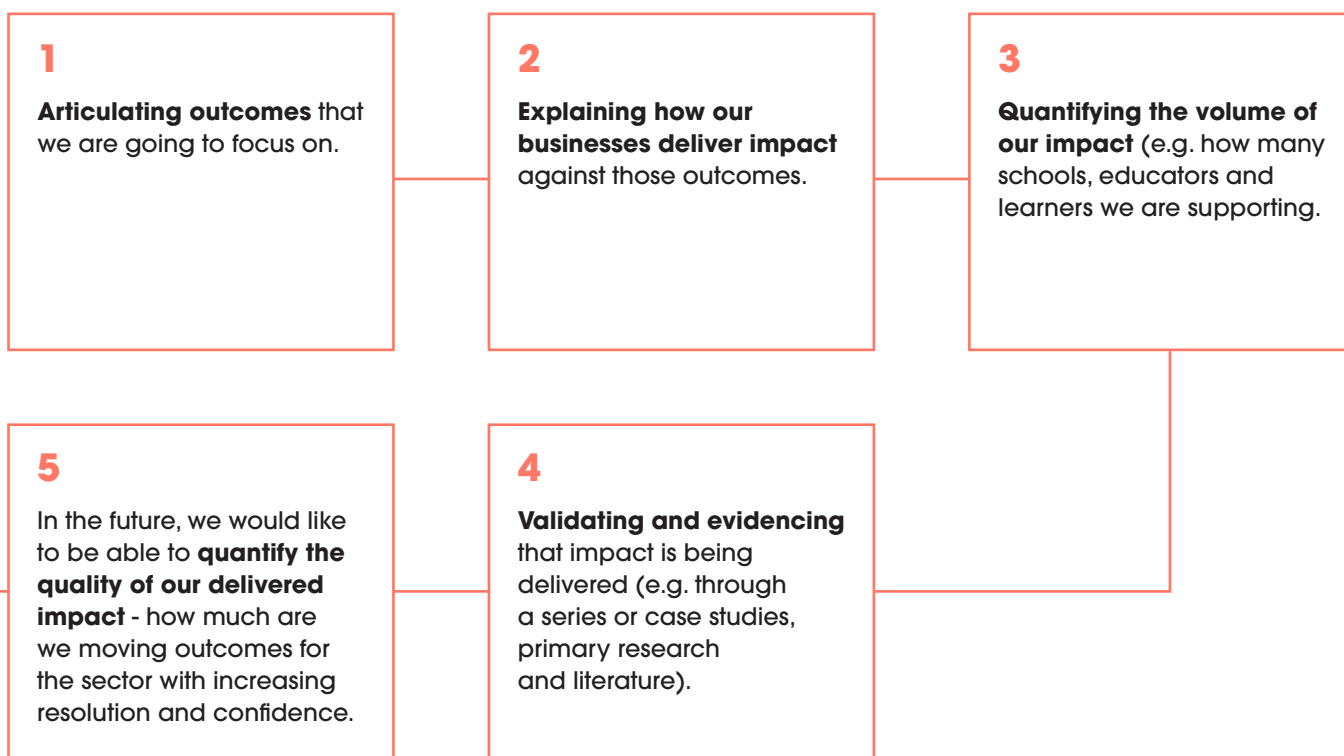 1
Articulating outcomes that
we are going to focus on.
2
Explaining how our
businesses deliver impact
against those outcomes.
3
Quantifying the volume of
our impact (e.g. how many
schools, educators and
learners we are supporting.
4
Validating and evidencing
that impact is being
delivered (e.g. through
a series or case studies,
primary research
and literature).
5
In the future, we would like
to be able to quantify the
quality of our delivered
impact - how much are
we moving outcomes for
the sector with increasing
resolution and confidence.